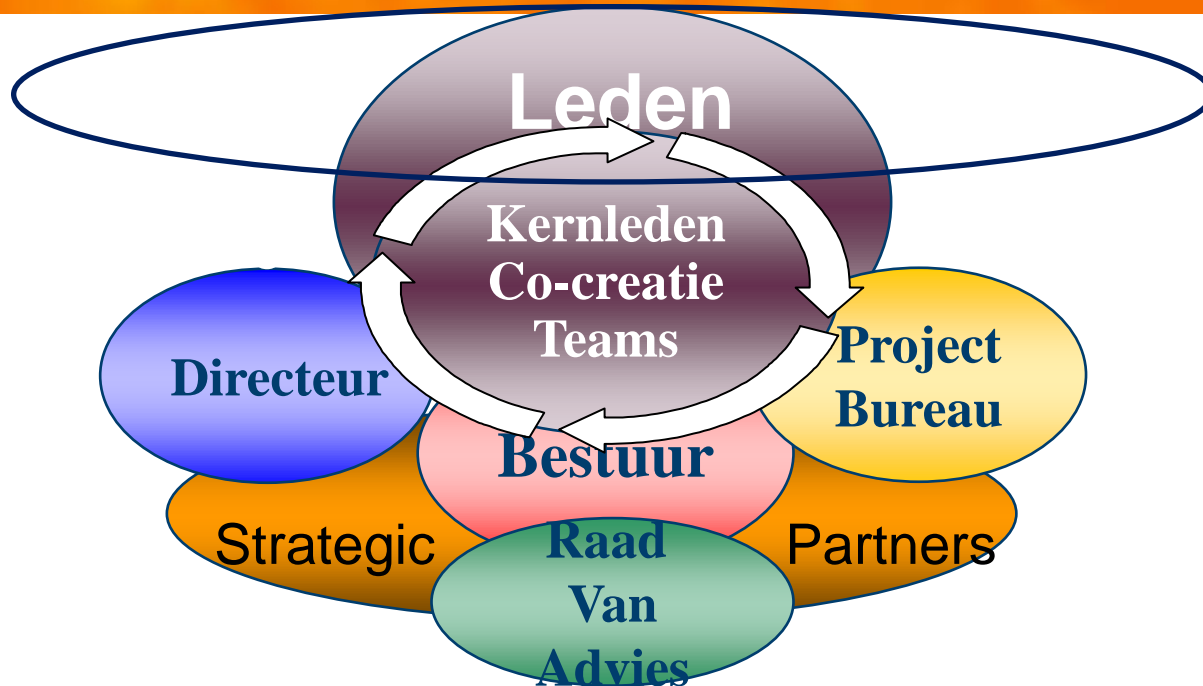 Leden
Kernleden
Co-creatie
Teams
Directeur
Project
Bureau
Bestuur
Strategic
Partners
Raad
Van
Advies